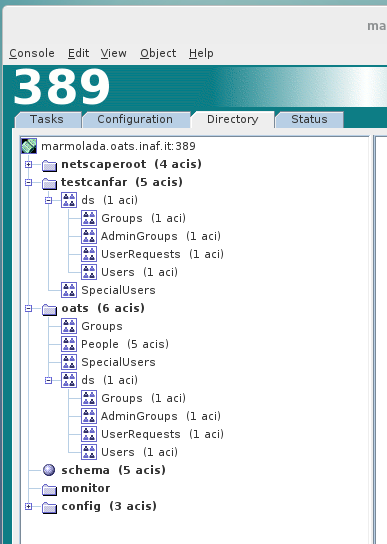 ma
Console Edit View Object Help
389
Tasks Configuration Directory Status
marmolada.oats.inaf.it:389
netscaperoot (4 acis)
testcanfar (5 acis)
ds (1 aci)
Groups (1 aci)
AdminGroups (1 aci)
UserRequests (1 aci)
Users (1 aci)
SpecialUsers
oats (6 acis)
Groups
People (5 acis)
SpecialUsers
ds (1 aci)
Groups (1 aci)
AdminGroups (1 aci)
UserRequests (1 aci)
Users (1 aci)
schema (5 acis)
monitor
config (3 acis)